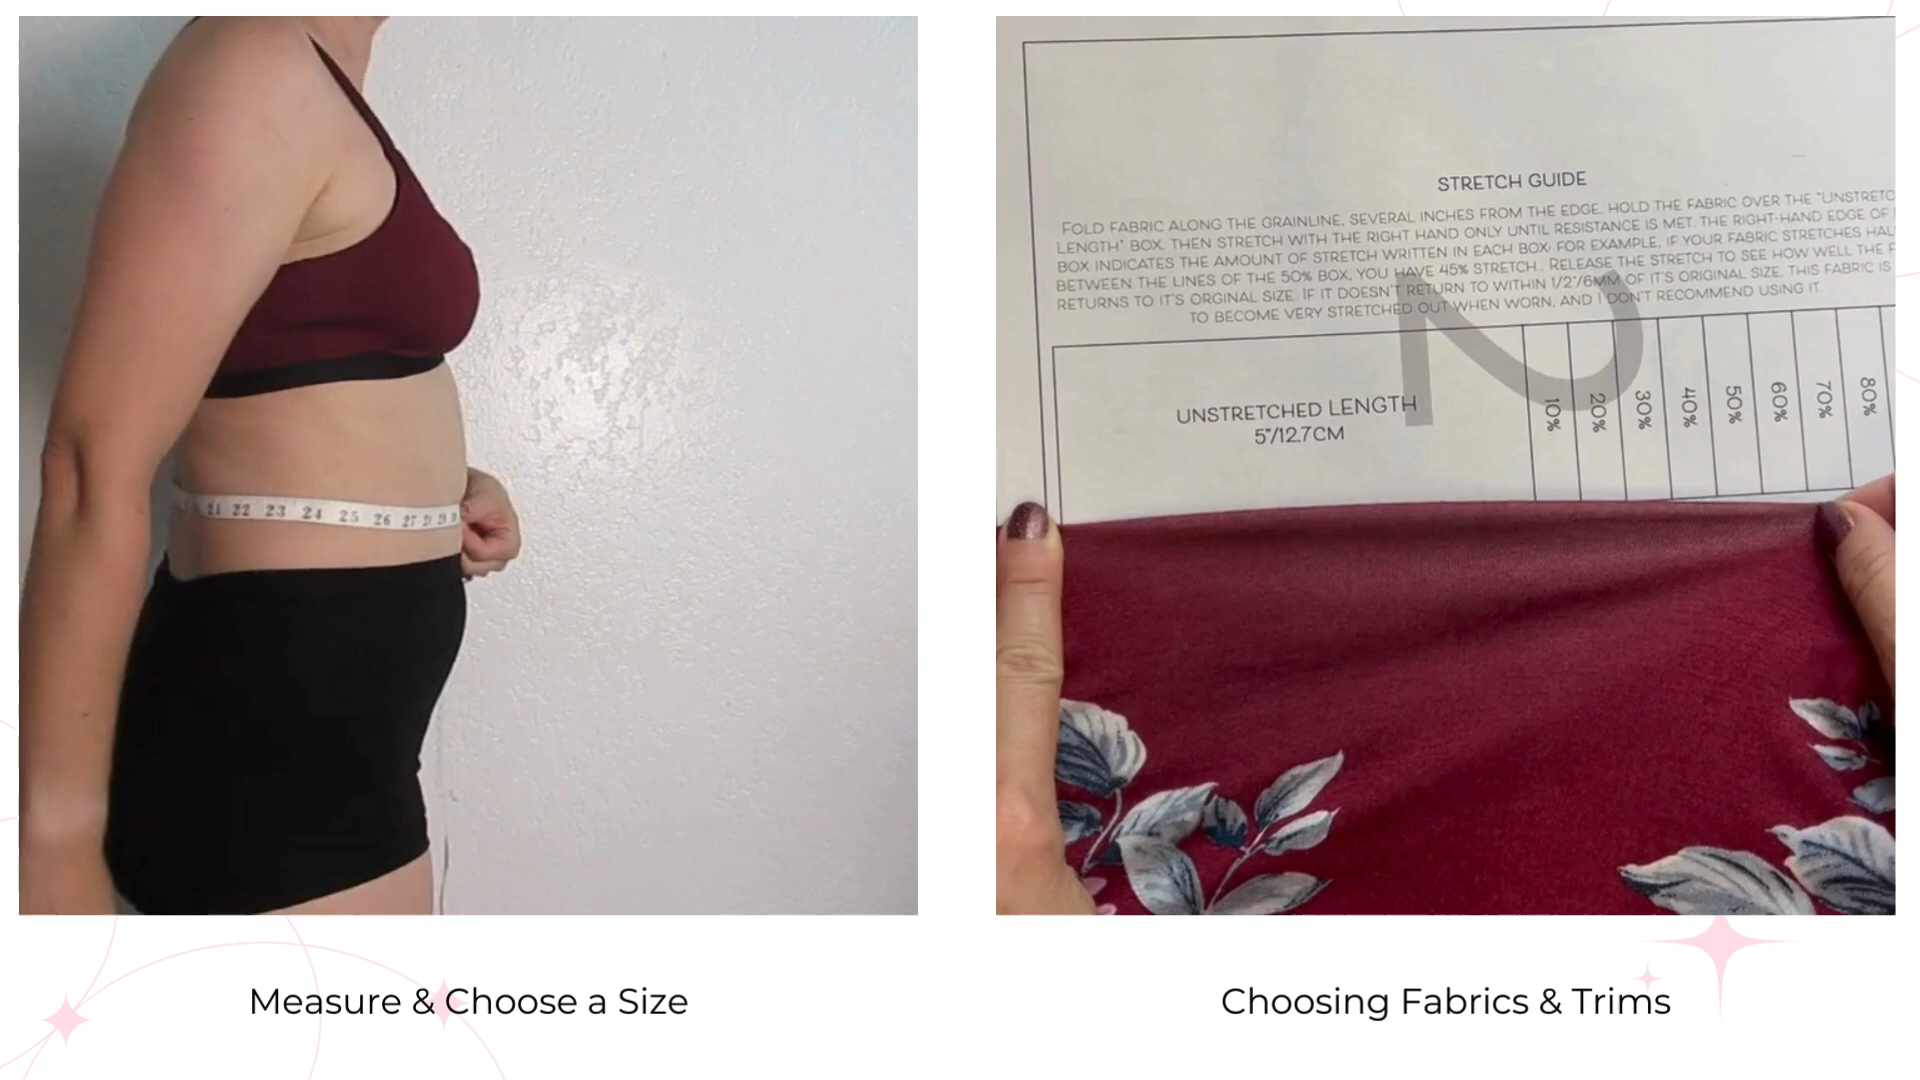 21 22 23 24 25 26 27
STRETCH GUIDE
FOLD FABRIC ALONG THE GRAINLINE, SEVERAL INCHES FROM THE EDGE. HOLD THE FABRIC OVER THE "UNSTRETC
LENGTH" BOX, THEN STRETCH WITH THE RIGHT HAND ONLY UNTIL RESISTANCE IS MET. THE RIGHT-HAND EDGE OF
BOX INDICATES THE AMOUNT OF STRETCH WRITTEN IN EACH BOX. FOR EXAMPLE, IF YOUR FABRIC STRETCHES HAL
BETWEEN THE LINES OF THE 50% BOX, YOU HAVE 45% STRETCH.. RELEASE THE STRETCH TO SEE HOW WELL THE F
RETURNS TO IT'S ORGINAL SIZE. IF IT DOESN'T RETURN TO WITHIN 1/2"/6MM OF IT'S ORIGINAL SIZE, THIS FABRIC IS
TO BECOME VERY STRETCHED OUT WHEN WORN, AND I DON'T RECOMMEND USING IT.
2
UNSTRETCHED LENGTH
5"/12.7CM
10% 20% 30% 40% 50% 60% 70% 80%
Measure & Choose a Size
Choosing Fabrics & Trims